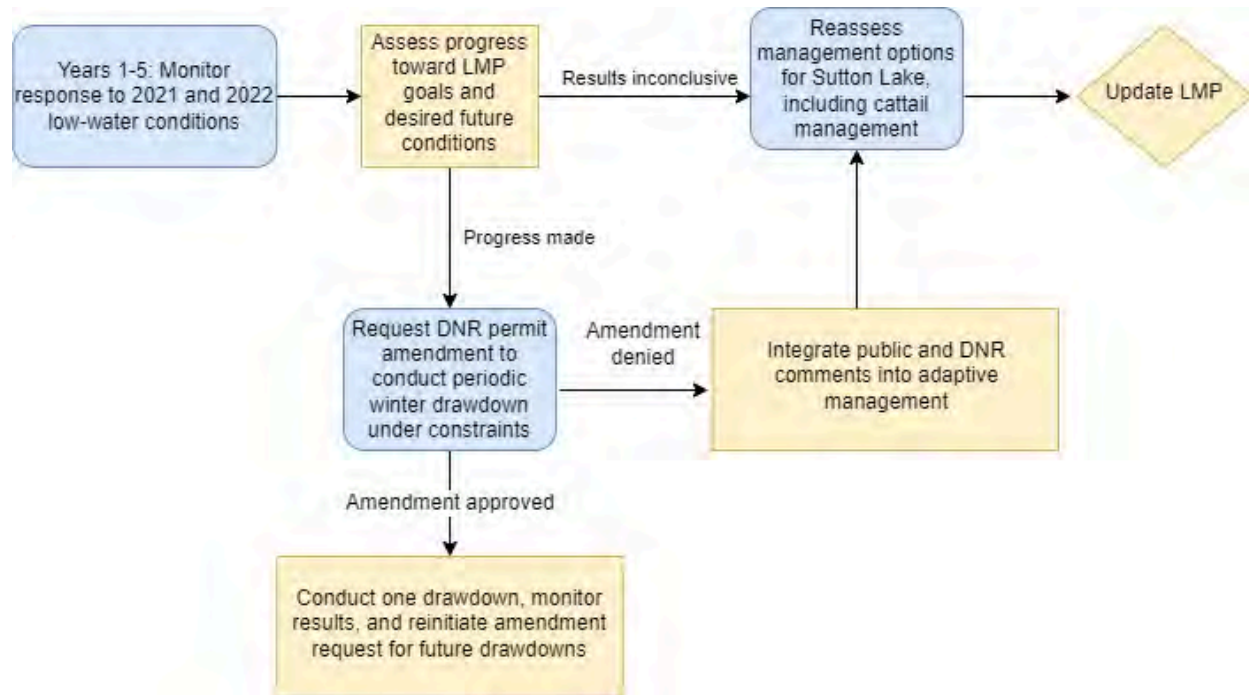 Years 1-5: Monitor
response to 2021 and 2022
low-water conditions
Assess progress
toward LMP
goals and
desired future
conditions
Results inconclusive
Reassess
management options
for Sutton Lake,
including cattail
management
Update LMP
Progress made
Request DNR permit
amendment to
conduct periodic
winter drawdown
under constraints
Amendment
denied
Integrate public and DNR
comments into adaptive
management
Amendment approved
Conduct one drawdown, monitor
results, and reinitiate amendment
request for future drawdowns